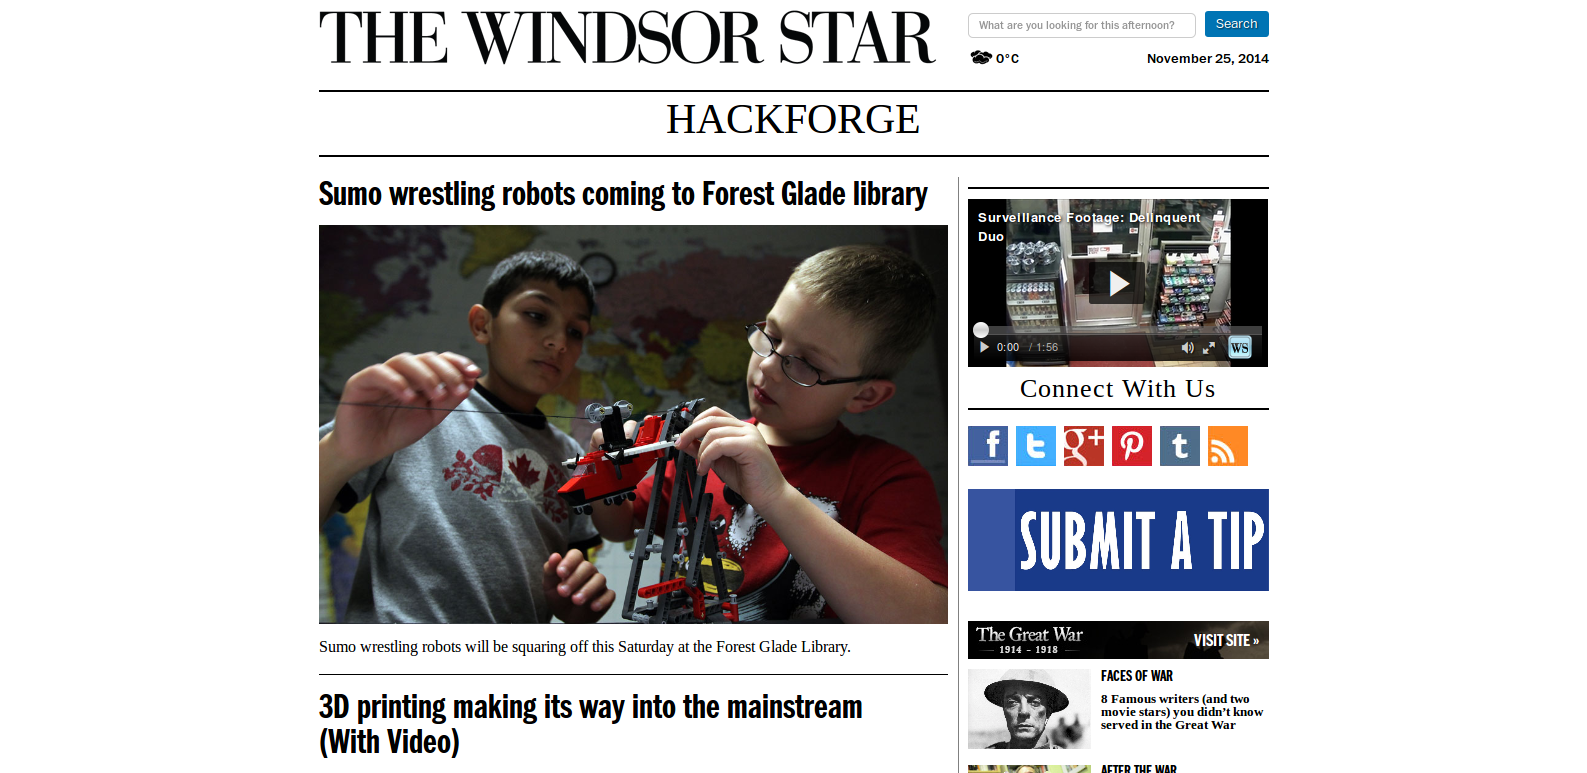 THE WINDSOR STAR
What are you looking for this afternoon?
Search
0°C
November 25, 2014
HACKFORGE
Sumo wrestling robots coming to Forest Glade library
Sumo wrestling robots will be squaring off this Saturday at the Forest Glade Library.
3D printing making its way into the mainstream
(With Video)
Surveillance Footage: Delinquent
Duo
0:00 / 1:56
WS
Connect With Us
f
t
g+
p
t
SUBMIT A TIP
The Great War
1914 – 1918
VISIT SITE »
FACES OF WAR
8 Famous writers (and two
movie stars) you didn’t know
served in the Great War
AFTER THE WAR